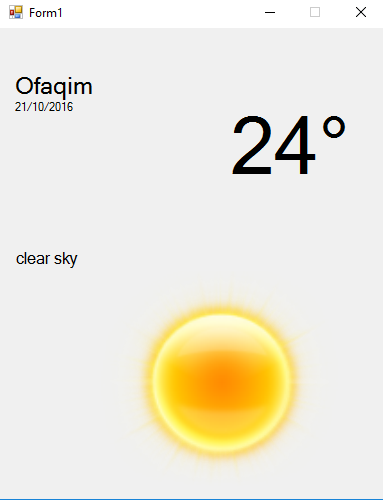 Form1
Ofaqim
21/10/2016
24°
clear sky